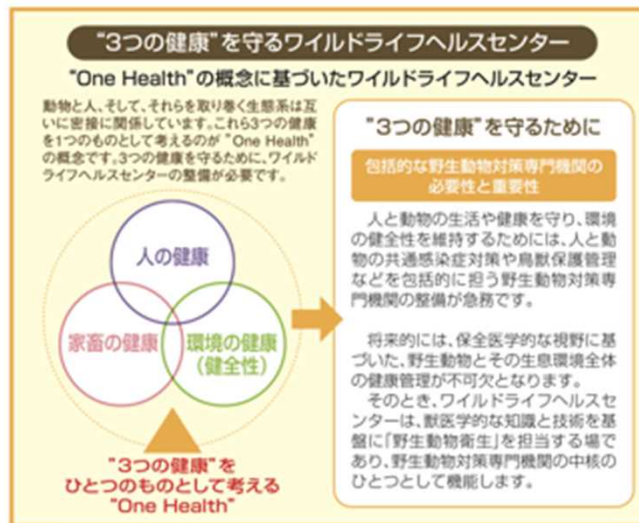 “3つの健康”を守るワイルドライフヘルスセンター
“One Health”の概念に基づいたワイルドライフヘルスセンター
動物と人、そして、それらを取り巻く生態系は互
いに密接に関係しています。これら3つの健康
を1つのものとして考えるのが “One Health”
の概念です。3つの健康を守るために、ワイルド
ライフヘルスセンターの整備が必要です。
人の健康
家畜の健康
環境の健康
（健全性）
“3つの健康”を
ひとつのものとして考える
“One Health”
“3つの健康”を守るために
包括的な野生動物対策専門機関の
必要性と重要性
人と動物の生活や健康を守り、環境
の健全性を維持するためには、人と動
物の共通感染症対策や鳥獣保護管理
などを包括的に担う野生動物対策専
門機関の整備が急務です。
将来的には、保全医学的な視野に基
づいた、野生動物とその生息環境全体
の健康管理が不可欠となります。
そのとき、ワイルドライフヘルスセ
ンターは、獣医学的な知識と技術を基
盤に「野生動物衛生」を担当する場で
あり、野生動物対策専門機関の中核の
ひとつとして機能します。